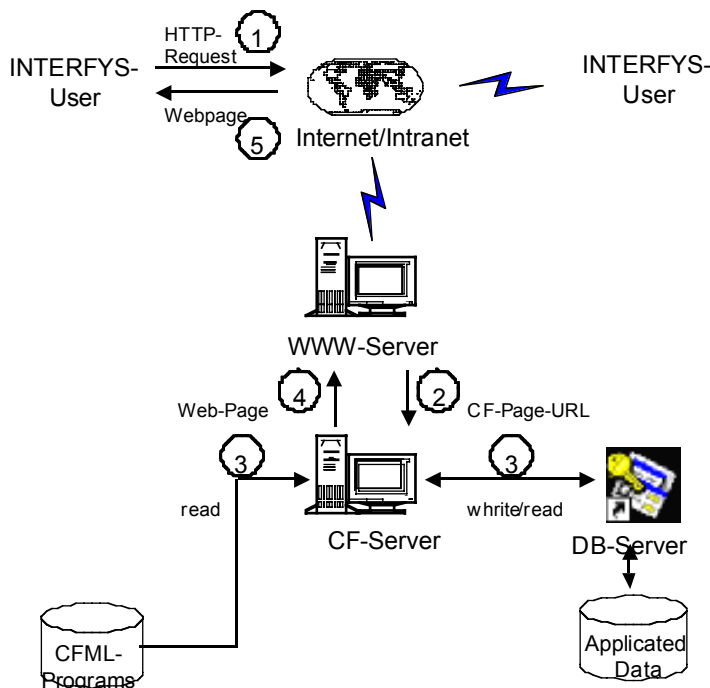 HTTP-
Request
1
INTERFYS-
User
Webpage
5
Internet/Intranet
INTERFYS-
User
WWW-Server
Web-Page
4
2
CF-Page-URL
3
read
CF-Server
3
whrite/read
DB-Server
CFML-
Programs
Applicated
Data